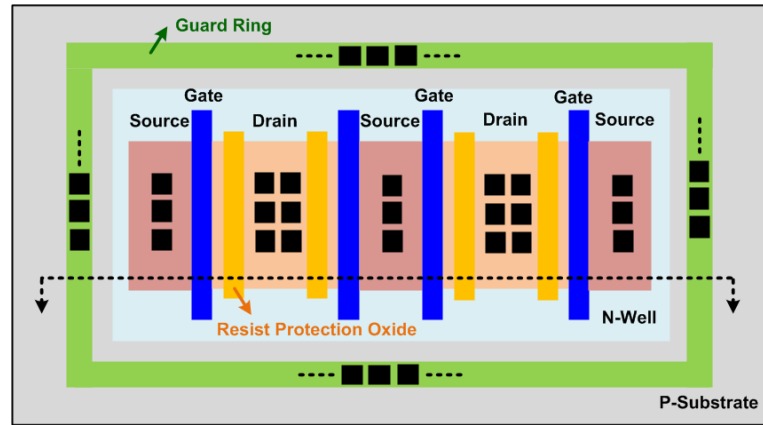 Guard Ring
Gate
Gate
Gate
Source
Drain
Source
Drain
Source
Resist Protection Oxide
N-Well
P-Substrate